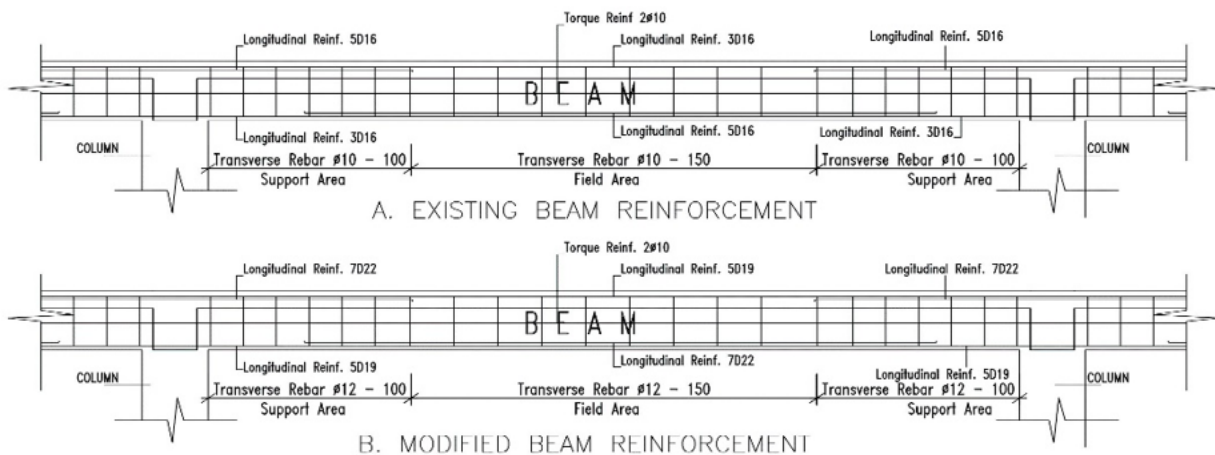 Torque Reinf 2ø10
Longitudinal Reinf. 5D16
Longitudinal Reinf. 3D16
Longitudinal Reinf. 5D16
BEAM
Longitudinal Reinf. 3D16
Longitudinal Reinf. 5D16
Longitudinal Reinf. 3D16
COLUMN
COLUMN
Transverse Rebar ø10 - 100
Transverse Rebar ø10 - 150
Transverse Rebar ø10 - 100
Support Area
Field Area
Support Area
A. EXISTING BEAM REINFORCEMENT
Torque Reinf. 2ø10
Longitudinal Reinf. 7D22
Longitudinal Reinf. 5D19
Longitudinal Reinf. 7D22
BEAM
Longitudinal Reinf. 5D19
Longitudinal Reinf. 7D22
Longitudinal Reinf. 5D19
COLUMN
COLUMN
Transverse Rebar ø12 - 100
Transverse Rebar ø12 - 150
Transverse Rebar ø12 - 100
Support Area
Field Area
Support Area
B. MODIFIED BEAM REINFORCEMENT